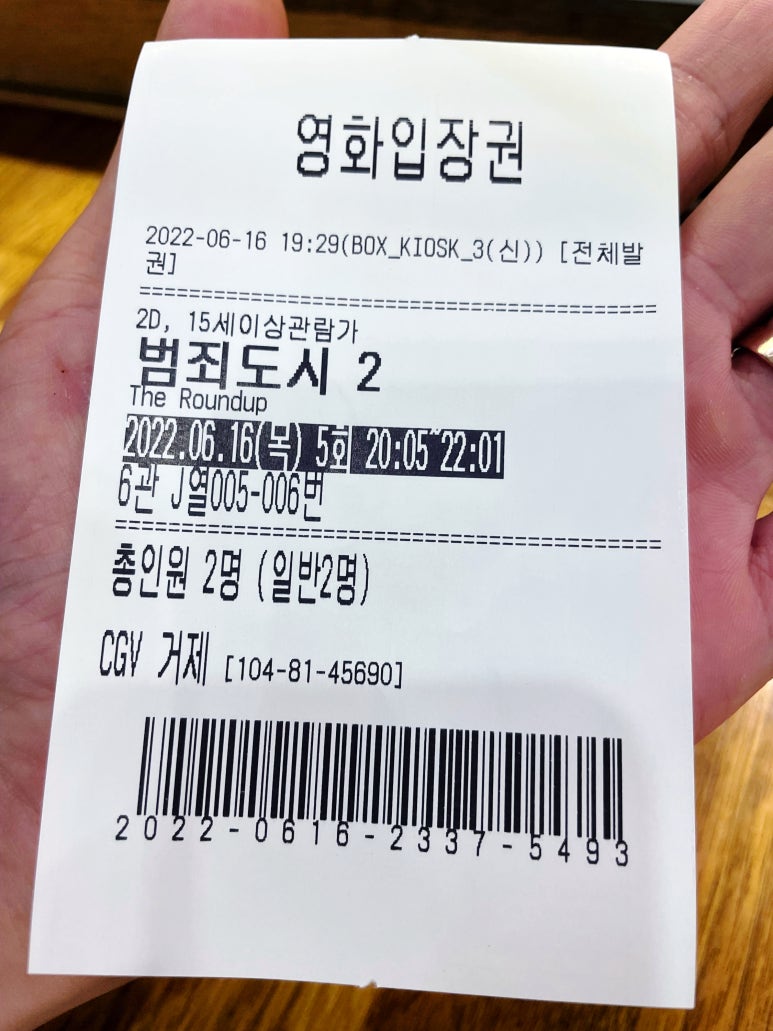 영화입장권
2022-06-16 19:29(BOX_KIOSK_3(신)) [전체발
권]
================================================
2D, 15세이상관람가
범죄도시 2
The Roundup
2022.06.16(목) 5회 20:05~22:01
6관 J열005-006번
================================================
총인원 2명 (일반2명)
CGV 거제 [104-81-45690]
2022-0616-2337-5493